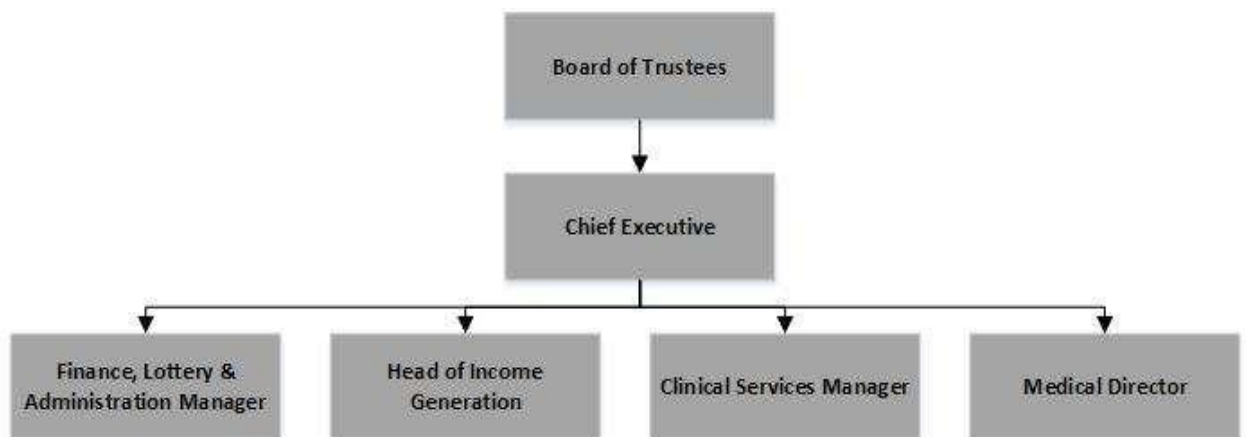 Board of Trustees
Chief Executive
Finance, Lottery &
Administration Manager
Head of Income
Generation
Clinical Services Manager
Medical Director